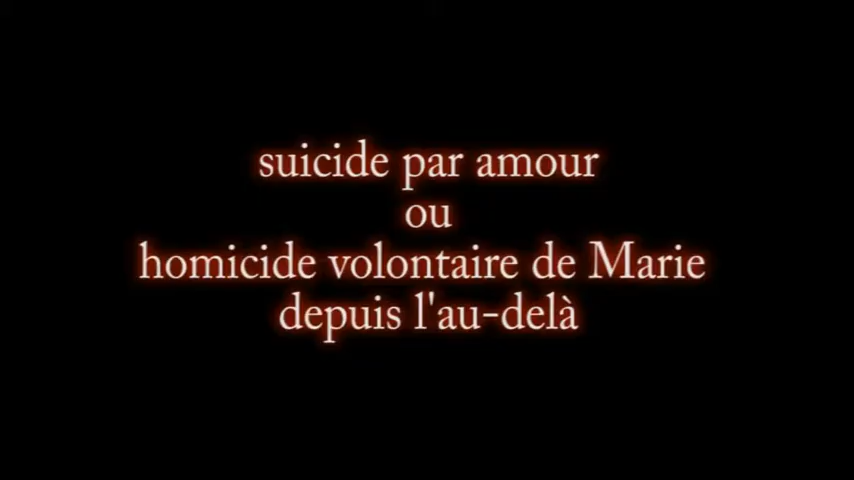 suicide par amour
ou
homicide volontaire de Marie
depuis l'au-delà